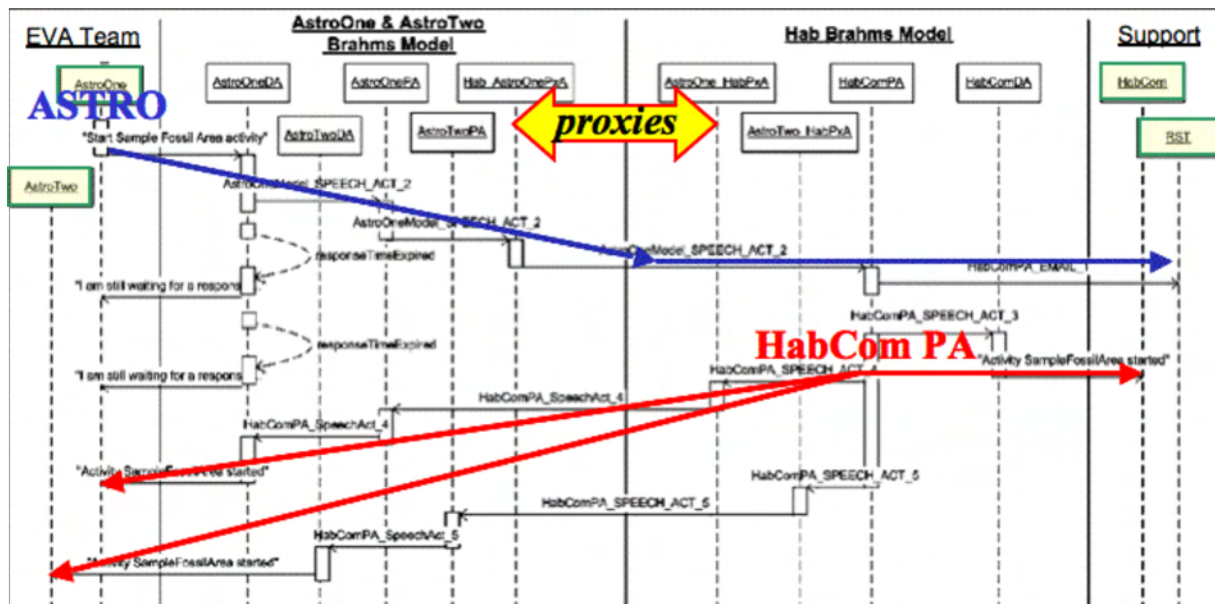 EVA Team
AstroOne & AstroTwo
Brahms Model
Hab Brahms Model
Support
AstroOne
AstroOneDA
AstroOnePA
Hab_AstroOnePxA
AstroOne_HabPxA
HabComPA
HabComDA
HabCom
ASTRO
proxies
"Start Sample Fossil Area activity"
AstroTwoDA
AstroTwoPA
AstroTwo_HabPxA
RST
AstroTwo
AstroOneModel_SPEECH_ACT_2
AstroOneModel_SPEECH_ACT_2
AstroOneModel_SPEECH_ACT_2
responseTimeExpired
HabComPA_EMAIL_1
"I am still waiting for a respons
HabComPA_SPEECH_ACT_3
responseTimeExpired
HabCom PA
"Activity SampleFossilArea started"
"I am still waiting for a respons
HabComPA_SPEECH_ACT_4
HabComPA_SpeechAct_4
HabComPA_SpeechAct_4
"Activity SampleFossilArea started"
HabComPA_SPEECH_ACT_5
HabComPA_SPEECH_ACT_5
HabComPA_SpeechAct_5
"Activity SampleFossilArea started"